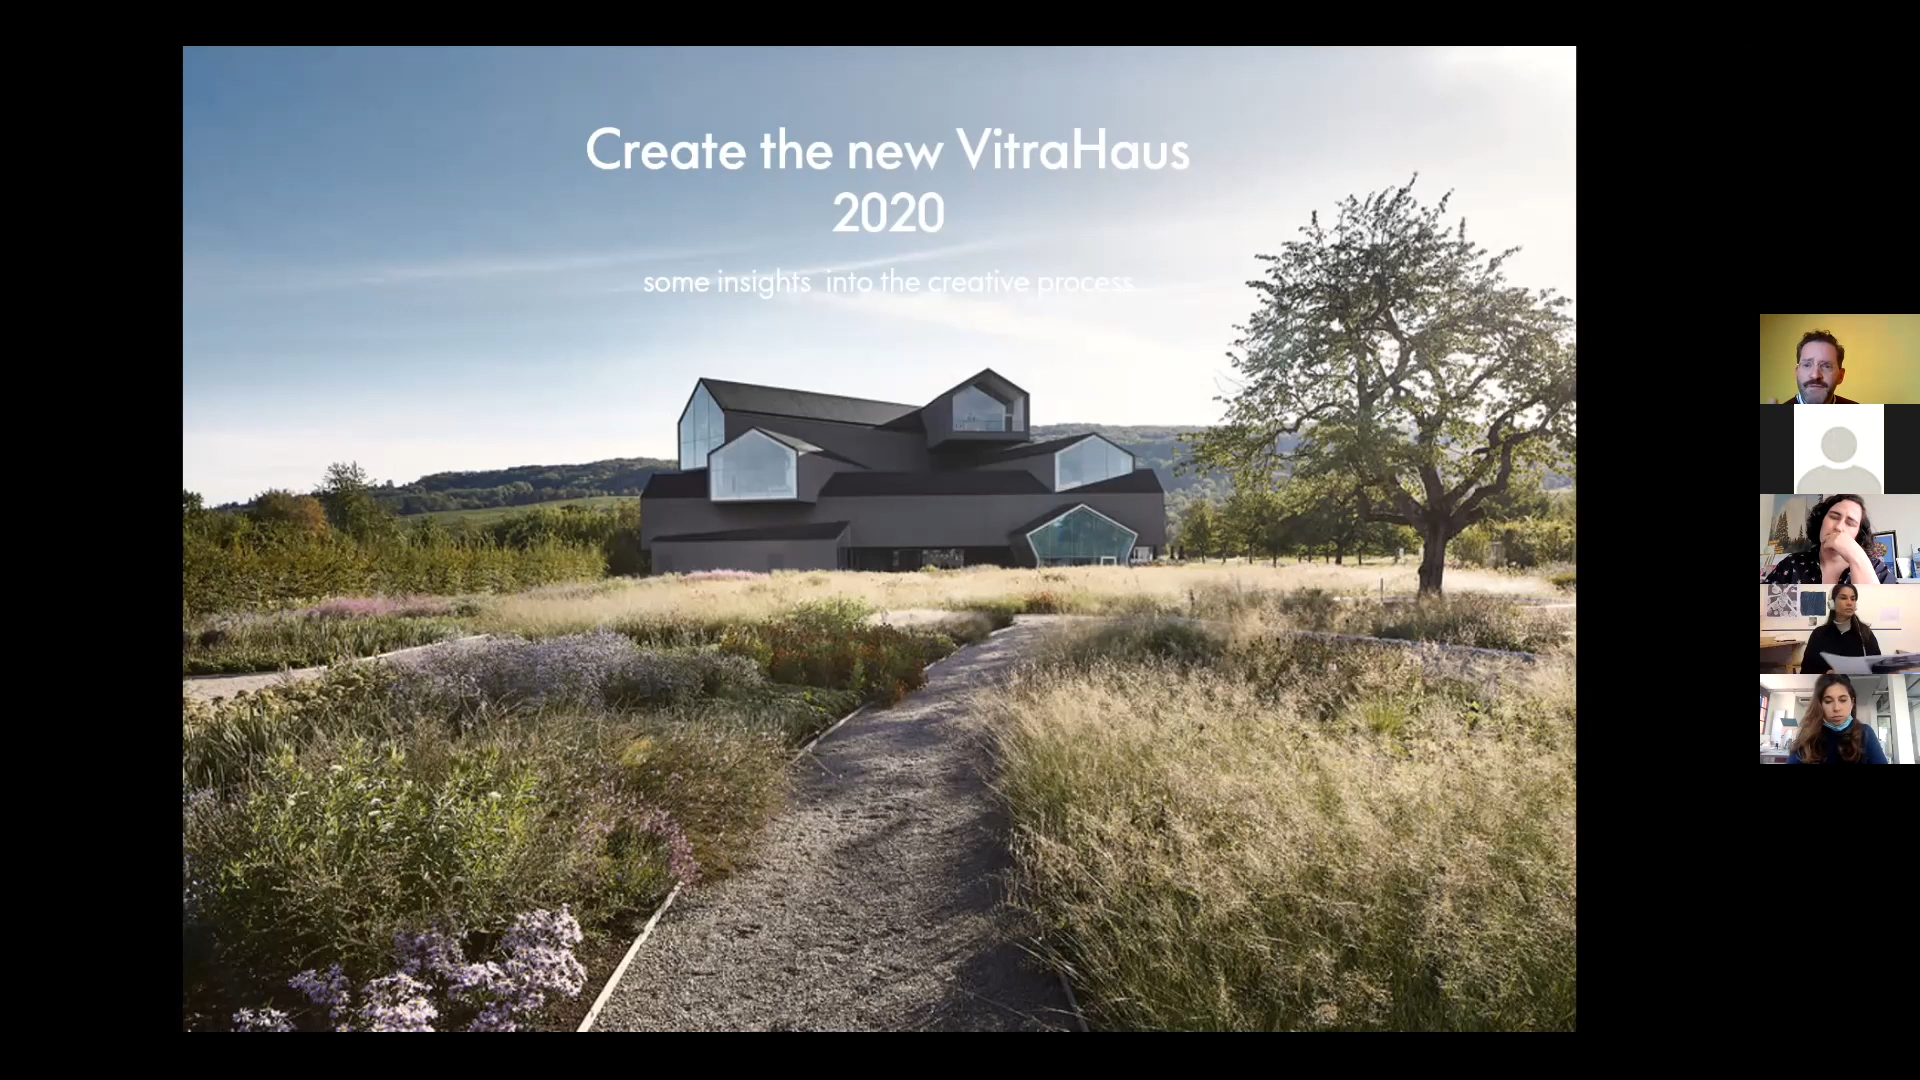 Create the new VitraHaus
2020
some insights into the creative process